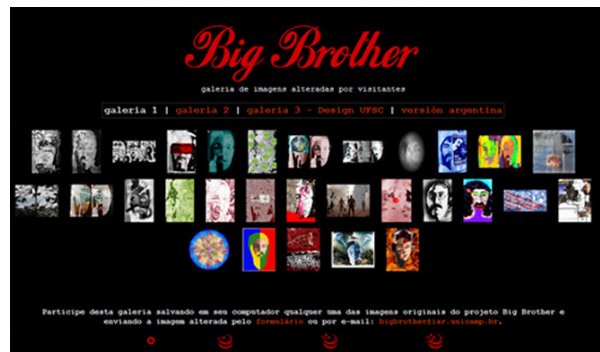 Big Brother
galeria de imagens alteradas por visitantes
galeria 1 | galeria 2 | galeria 3 - Design UFSC | versión argentina
Participe desta galeria salvando em seu computador qualquer uma das imagens originais do projeto Big Brother e
enviando a imagem alterada pelo formulário ou por e-mail: bigbrother@iar.unicamp.br.